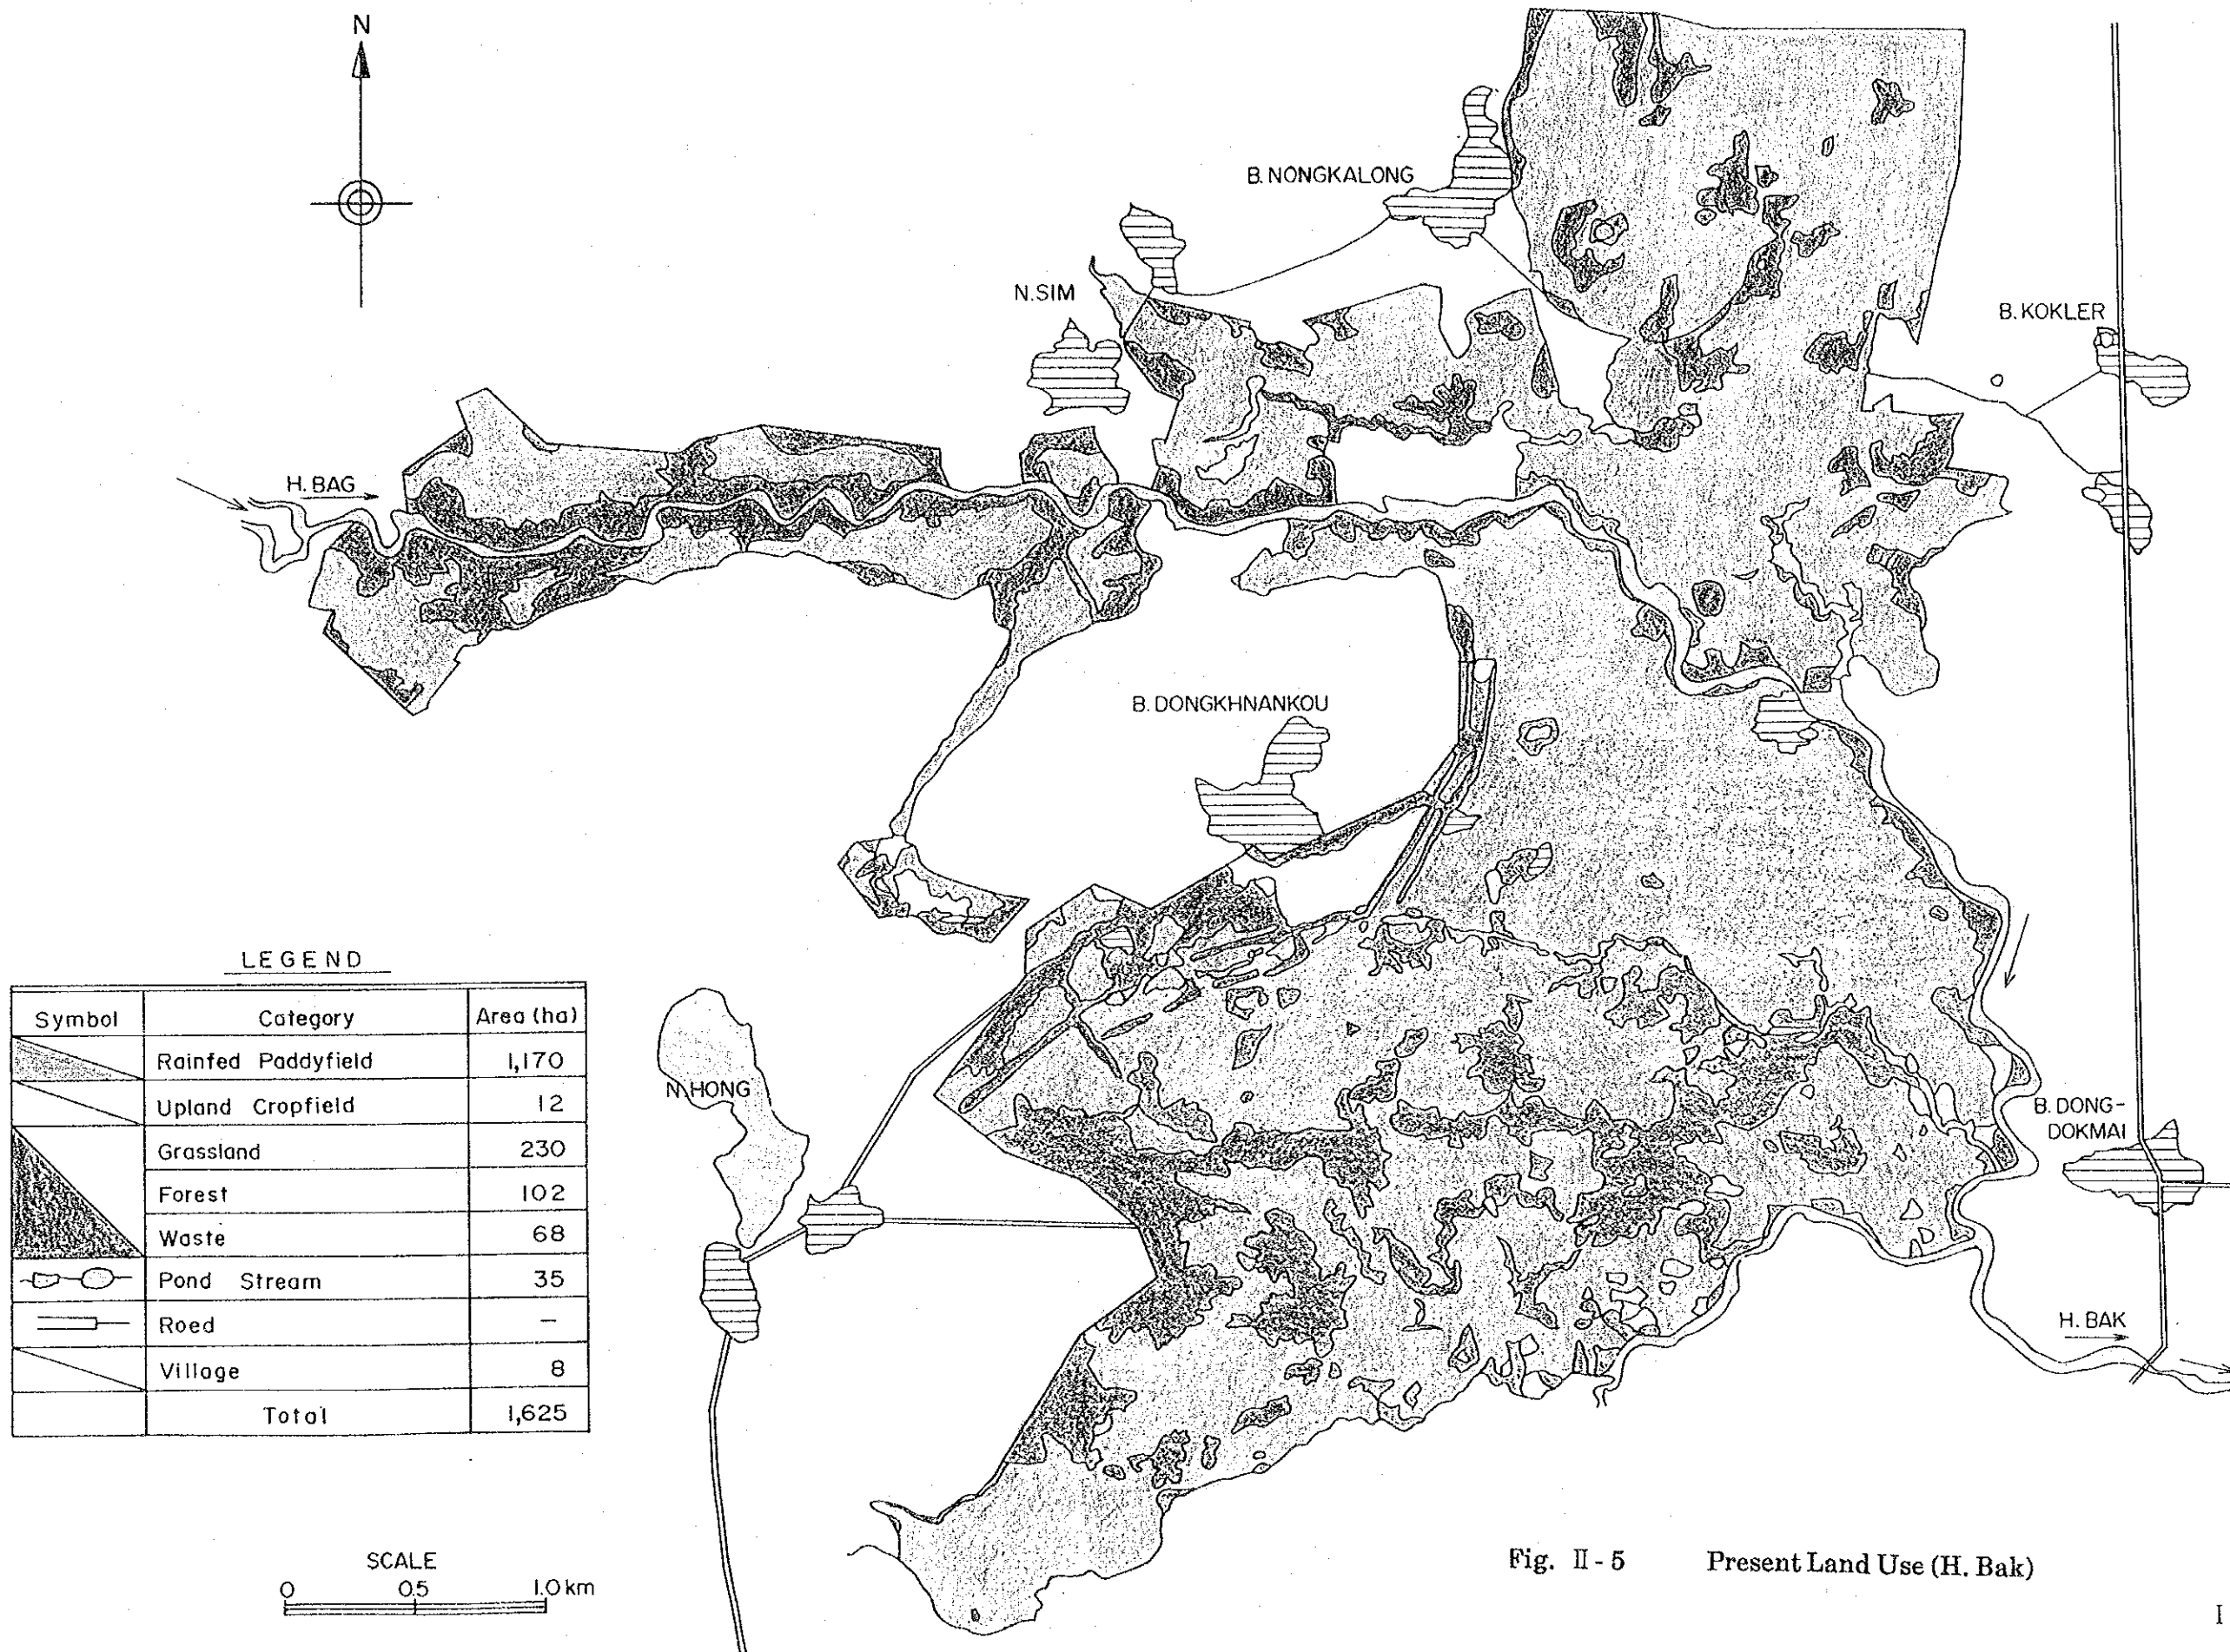 N
B. NONGKALONG
N. SIM
B. KOKLER
H. BAG
B. DONGKHNANKOU
LEGEND
Symbol Category Area (ha)
Rainfed Paddyfield 1,170
Upland Cropfield 12
Grassland 230
Forest 102
Waste 68
Pond Stream 35
Roed –
Village 8
Total 1,625
N. HONG
B. DONG-
DOKMAI
H. BAK
SCALE
0 0.5 1.0 km
Fig. II - 5 Present Land Use (H. Bak)
I